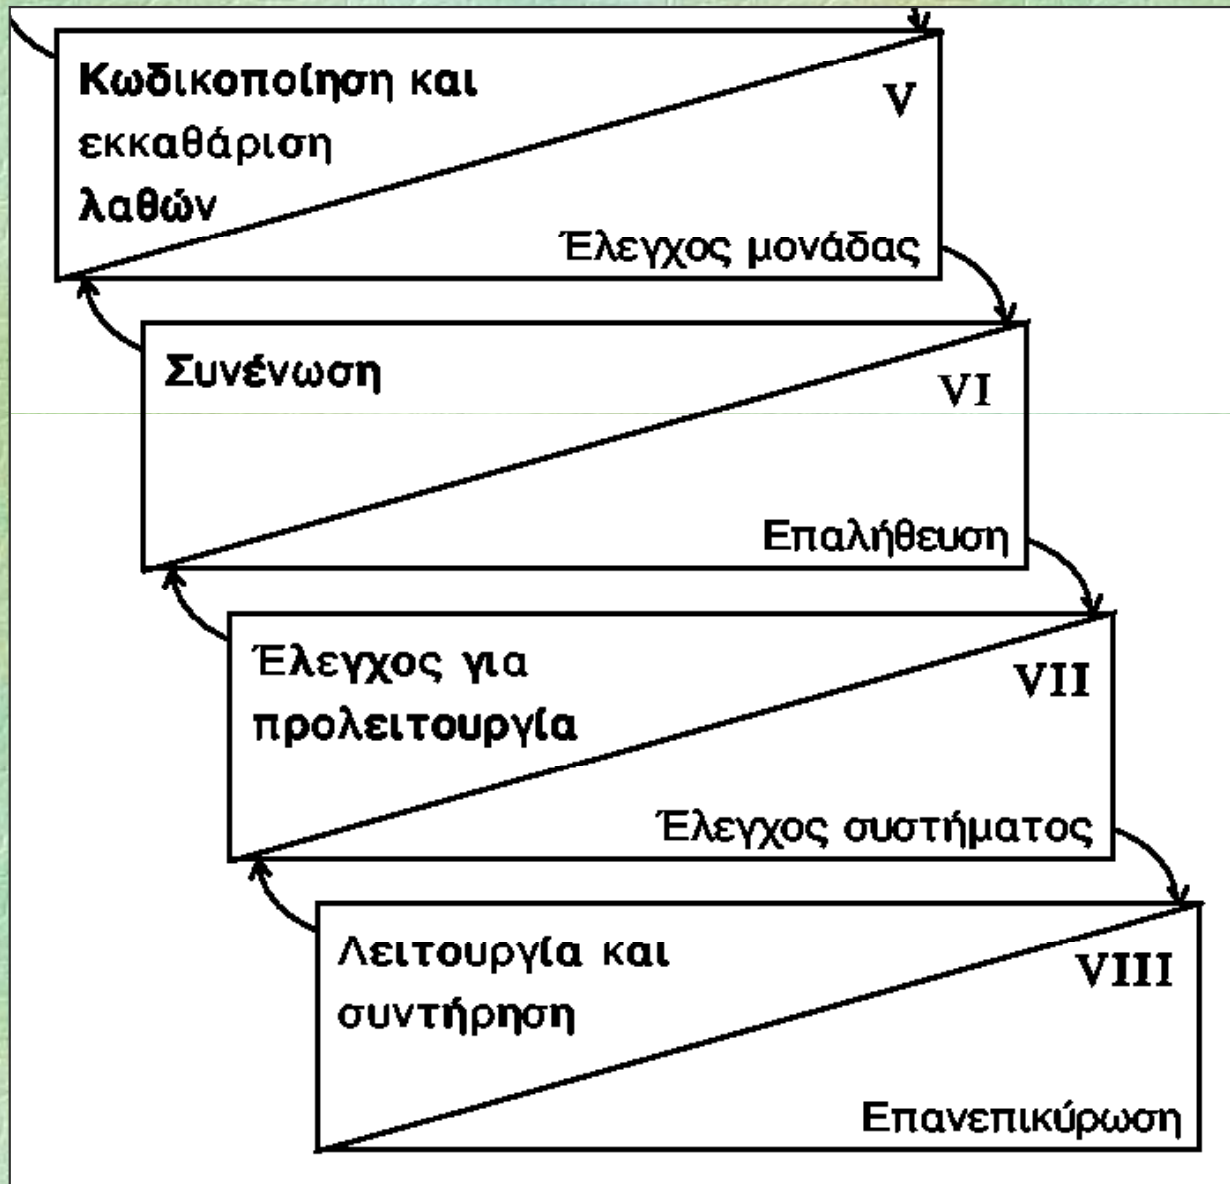 Κωδικοποίηση και
εκκαθάριση
λαθών
V
Έλεγχος μονάδας
Συνένωση
VI
Επαλήθευση
Έλεγχος για
προλειτουργία
VII
Έλεγχος συστήματος
Λειτουργία και
συντήρηση
VIII
Επανεπικύρωση